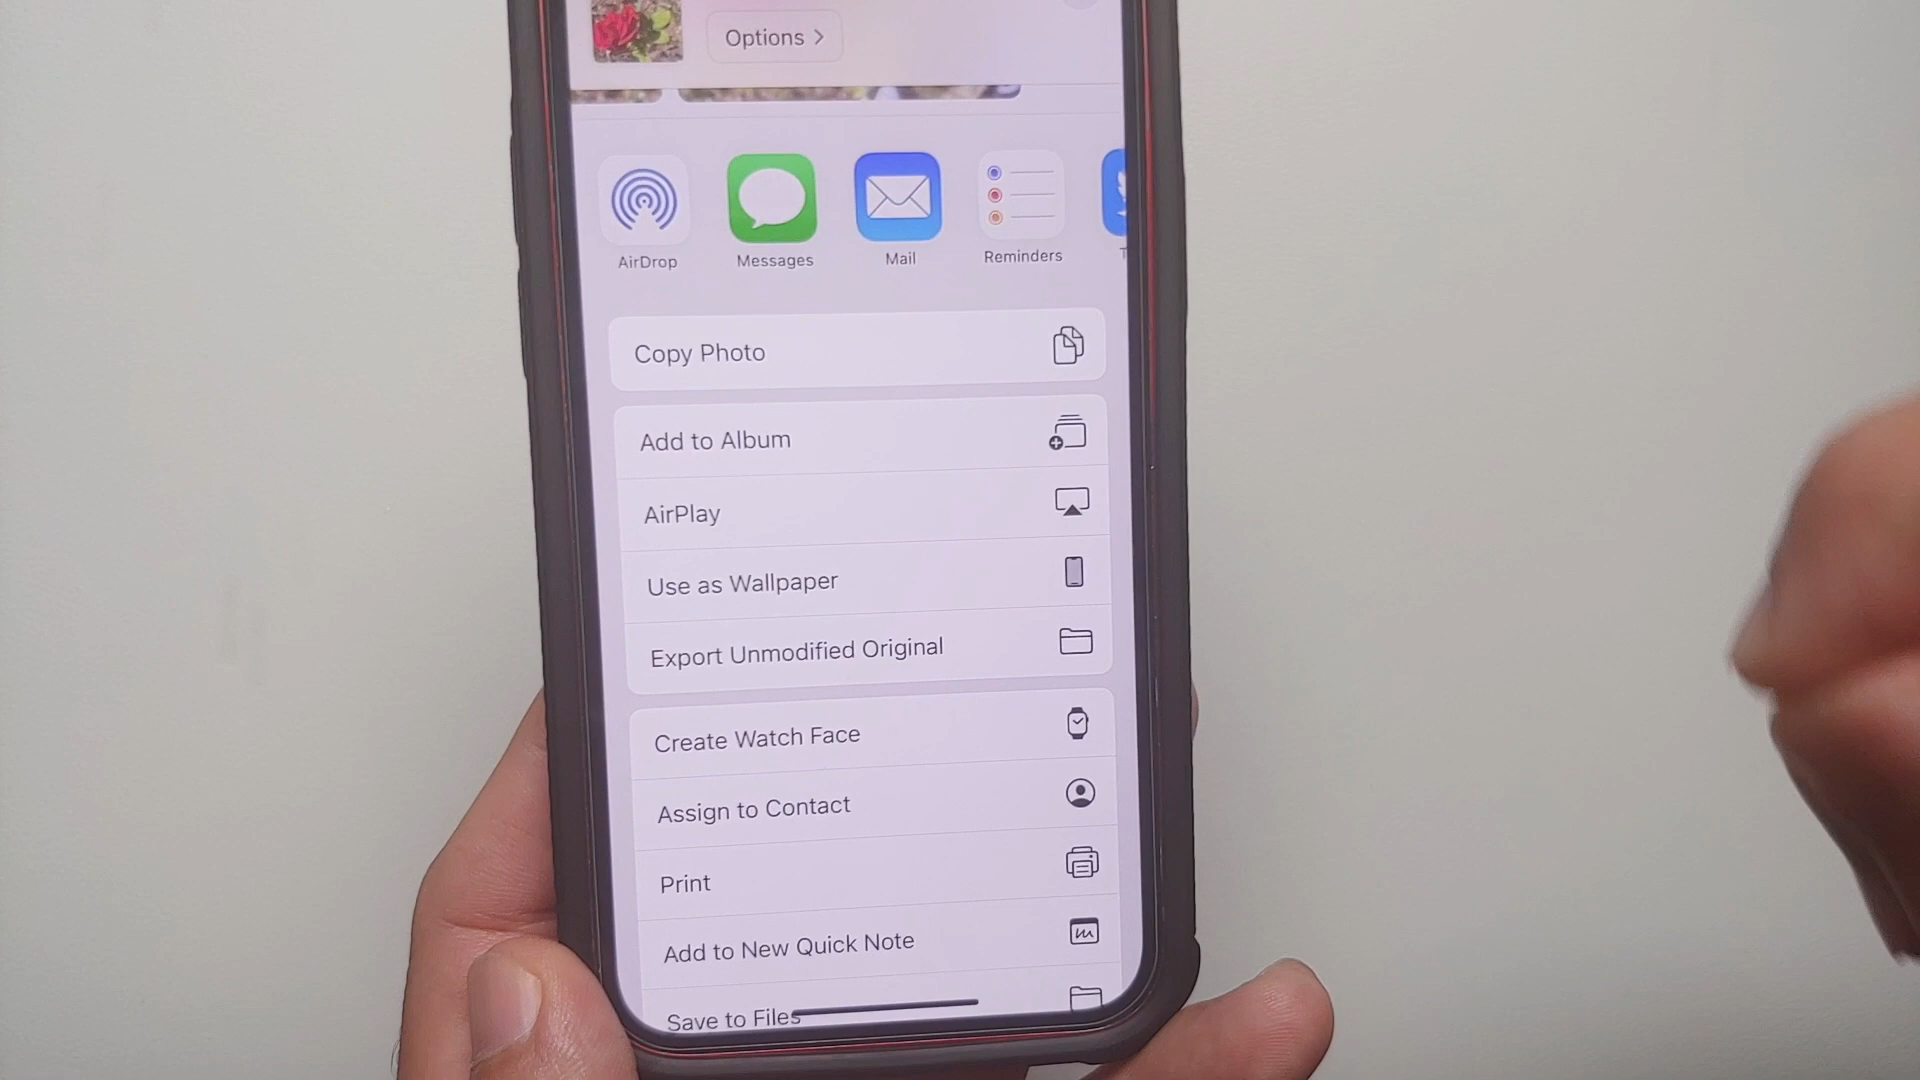 Options >
AirDrop Messages Mail Reminders T
Copy Photo
Add to Album
AirPlay
Use as Wallpaper
Export Unmodified Original
Create Watch Face
Assign to Contact
Print
Add to New Quick Note
Save to Files